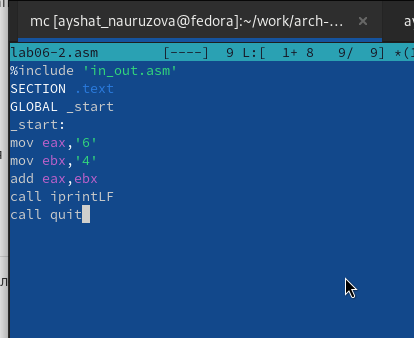 mc [ayshat_nauruzova@fedora]:~/work/arch-...
lab06-2.asm [----] 9 L:[ 1+ 8 9/ 9] *(1
%include 'in_out.asm'
SECTION .text
GLOBAL _start
_start:
mov eax,'6'
mov ebx,'4'
add eax,ebx
call iprintLF
call quit